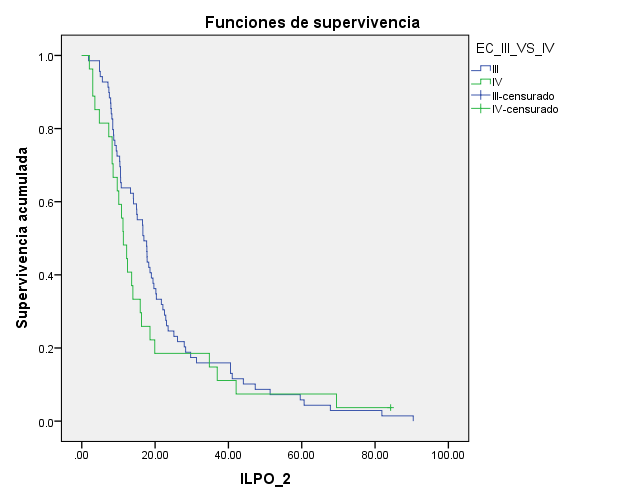 Funciones de supervivencia
EC_III_VS_IV
III
IV
III-censurado
IV-censurado
Supervivencia acumulada
1.0
0.8
0.6
0.4
0.2
0.0
.00
20.00
40.00
60.00
80.00
100.00
ILPO_2